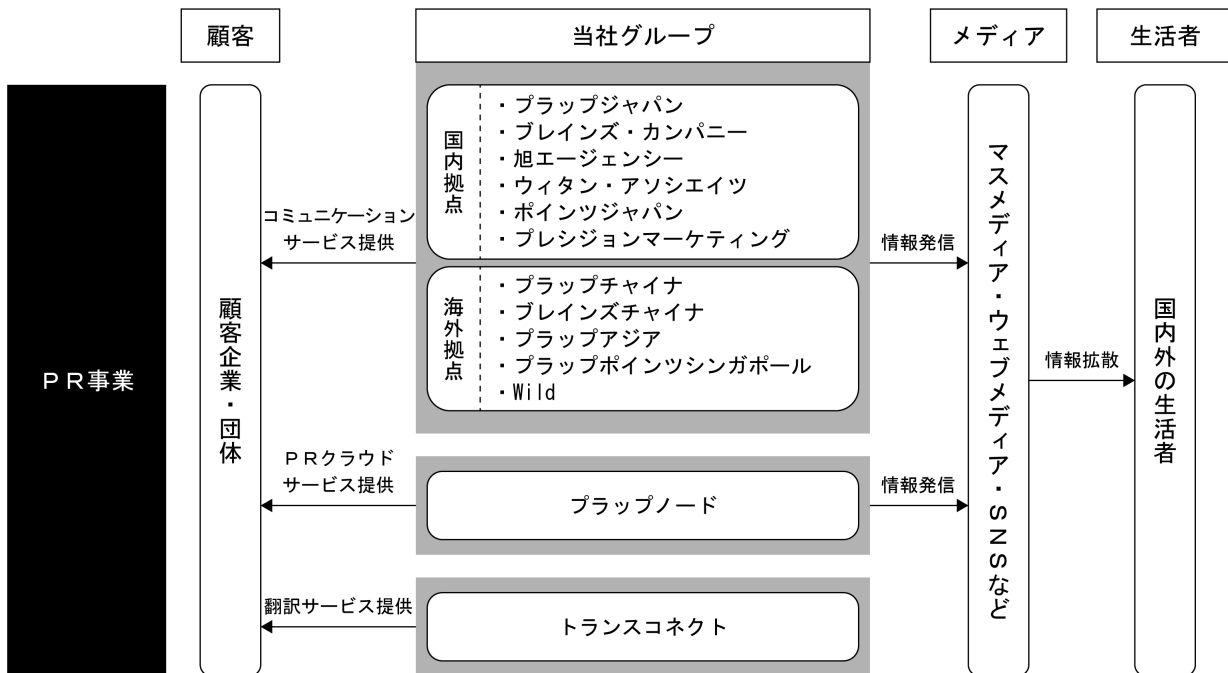 顧客
当社グループ
メディア
生活者
PR事業
顧客企業・団体
コミュニケーション
サービス提供
国内拠点
・プラップジャパン
・ブレインズ・カンパニー
・旭エージェンシー
・ウィタン・アソシエイツ
・ポインツジャパン
・プレシジョンマーケティング
海外拠点
・プラップチャイナ
・ブレインズチャイナ
・プラップアジア
・プラップポインツシンガポール
・Wild
情報発信
PRクラウド
サービス提供
プラップノード
情報発信
翻訳サービス提供
トランスコネクト
マスメディア・ウェブメディア・SNSなど
情報拡散
国内外の生活者